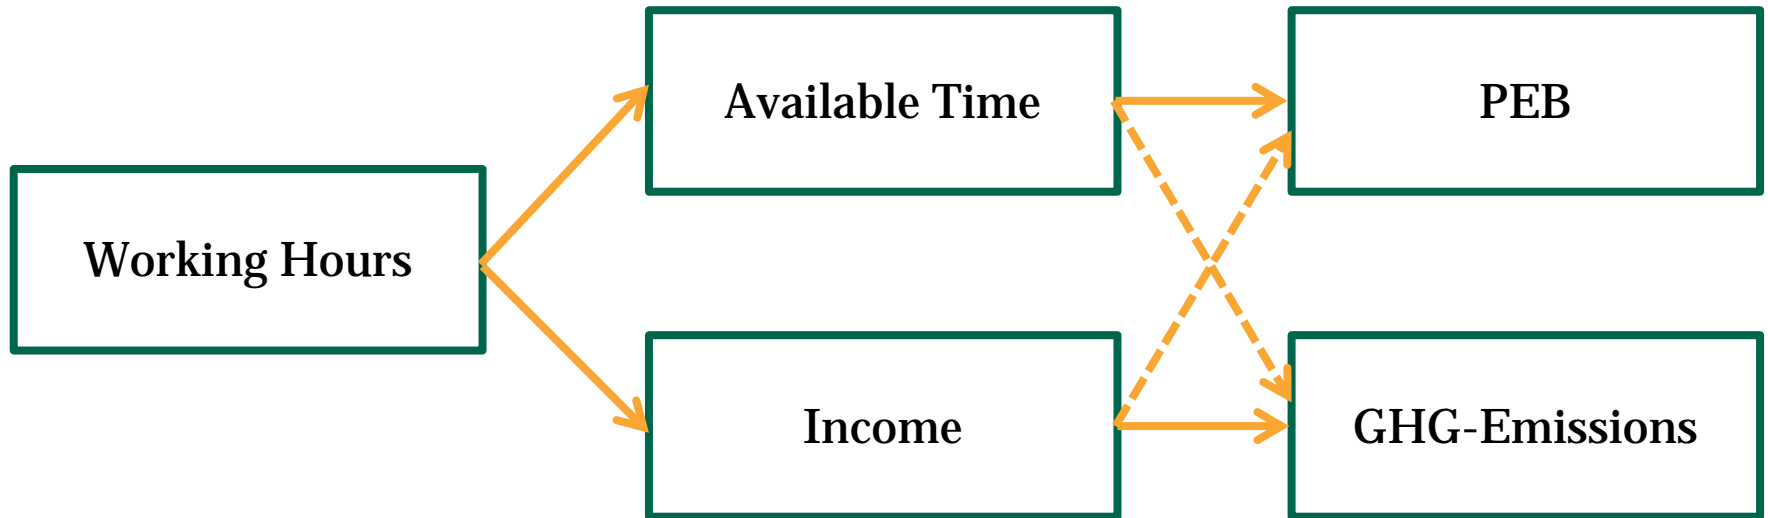 Available Time
PEB
Working Hours
Income
GHG-Emissions